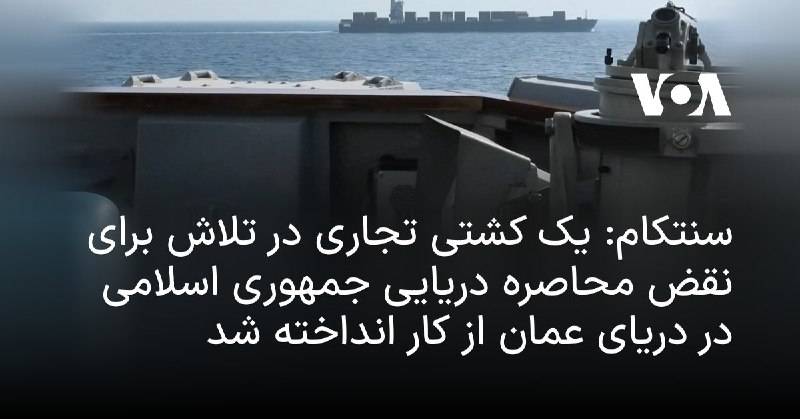 VOA
سنتکام: یک کشتی تجاری در تلاش برای
نقض محاصره دریایی جمهوری اسلامی
در دریای عمان از کار انداخته شد